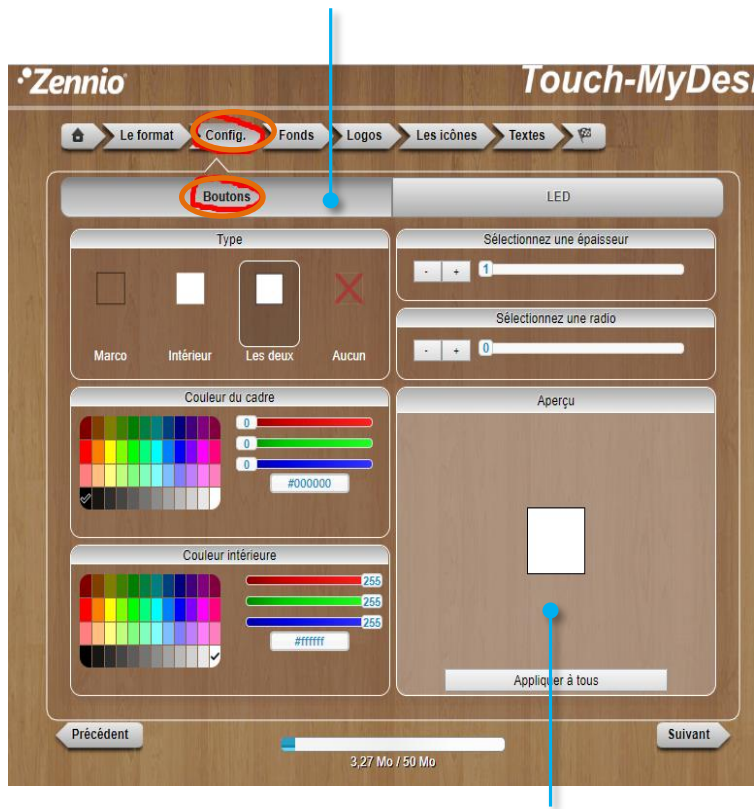 Zennio
Touch-MyDesi
Le format Config. Fonds Logos Les icônes Textes
Boutons
LED
Type
Marco Intérieur Les deux Aucun
Sélectionnez une épaisseur
- + 1
Sélectionnez une radio
- + 0
Couleur du cadre
0
0
0
#000000
Couleur intérieure
255
255
255
#ffffff
Aperçu
Appliquer à tous
Précédent
3,27 Mo / 50 Mo
Suivant